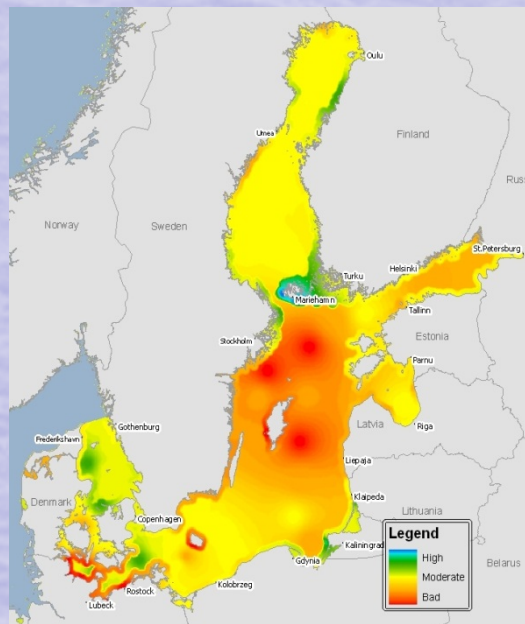 Oulu
Umea
Finland
Russ
Norway
Sweden
Turku
Helsinki
St.Petersburg
Mariehamn
Tallinn
Stockholm
Estonia
Parnu
Gothenburg
Frederikshavn
Latvia
Riga
Liepaja
Denmark
Klaipeda
Copenhagen
Lithuania
Legend
High
Moderate
Bad
Kaliningrad
Gdynia
Belarus
Kolobrzeg
Rostock
Lubeck